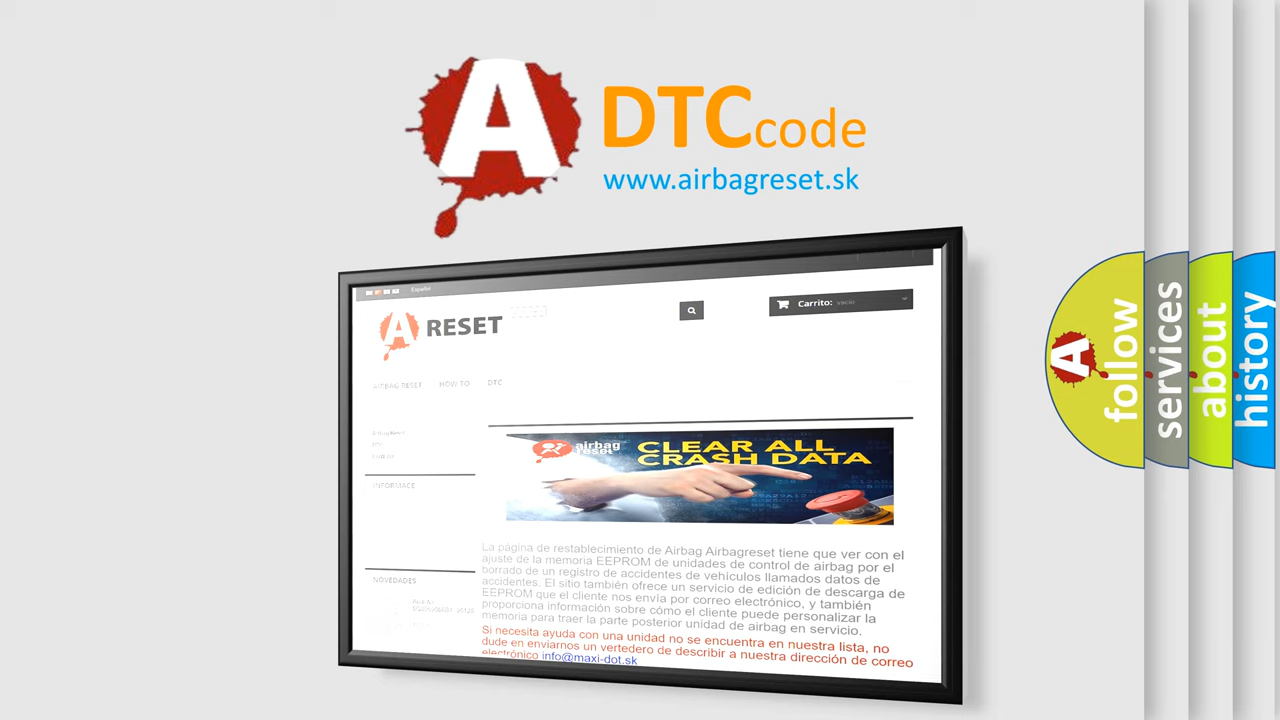 A
DTC code
www.airbagreset.sk
Español
A RESET
Carrito: vacío
AIRBAG RESET HOW TO DTC
INFORMACE
NOVEDADES
airbag
reset
CLEAR ALL
CRASH DATA
La página de restablecimiento de Airbag Airbagreset tiene que ver con el
ajuste de la memoria EEPROM de unidades de control de airbag por el
borrado de un registro de accidentes de vehículos llamados datos de
accidentes. El sitio también ofrece un servicio de edición de descarga de
EEPROM que el cliente nos envía por correo electrónico, y también
proporciona información sobre cómo el cliente puede personalizar la
memoria para traer la parte posterior unidad de airbag en servicio.
Si necesita ayuda con una unidad no se encuentra en nuestra lista, no
dude en enviarnos un vertedero de describir a nuestra dirección de correo
electrónico info@maxi-dot.sk
A
follow
services
about
history